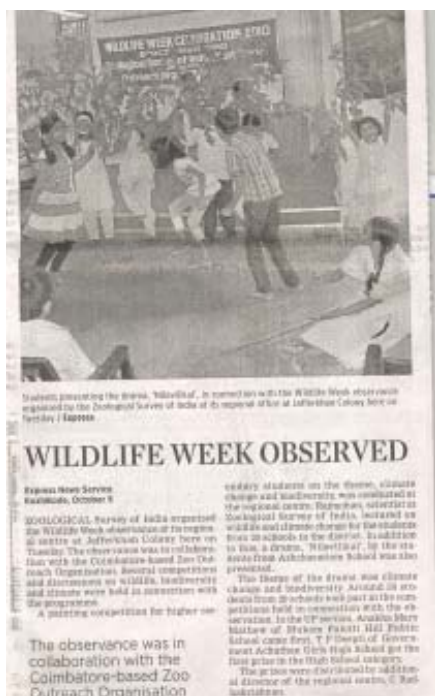 WILDLIFE WEEK CELEBRATION 2010
Students presenting the drama, in connection with the Wildlife Week observance
organised by the Zoological Survey of India at its regional office at Jafferkhan Colony here on
Tuesday | Express
WILDLIFE WEEK OBSERVED
Express News Service
Kozhikode, October 5
ZOOLOGICAL Survey of India organised
the Wildlife Week observance at its region-
al centre at Jafferkhan Colony here on
Tuesday. The observance was in collabora-
tion with the Coimbatore-based Zoo Out-
reach Organisation. Several competitions
and discussions on wildlife, biodiversity
and climate were held in connection with
the programme.
A painting competition for higher sec-
The observance was in
collaboration with the
Coimbatore-based Zoo
Outreach Organisation
ondary students on the theme, climate
change and biodiversity, was conducted at
the regional centre. scientist at
Zoological Survey of India, lectured on
wildlife and climate change for the students
from schools in the district. In addition
to this, a drama, by the stu-
dents from School was also
presented.
The theme of the drama was climate
change and biodiversity. Around stu-
dents from schools took part in the com-
petitions held in connection with the ob-
servation. In the UP section,
Mathew of Hill Public
School came first. T P of Govern-
ment Achuthan Girls High School got the
first prize in the High School category.
The prizes were distributed by addition-
al director of the regional centre, C